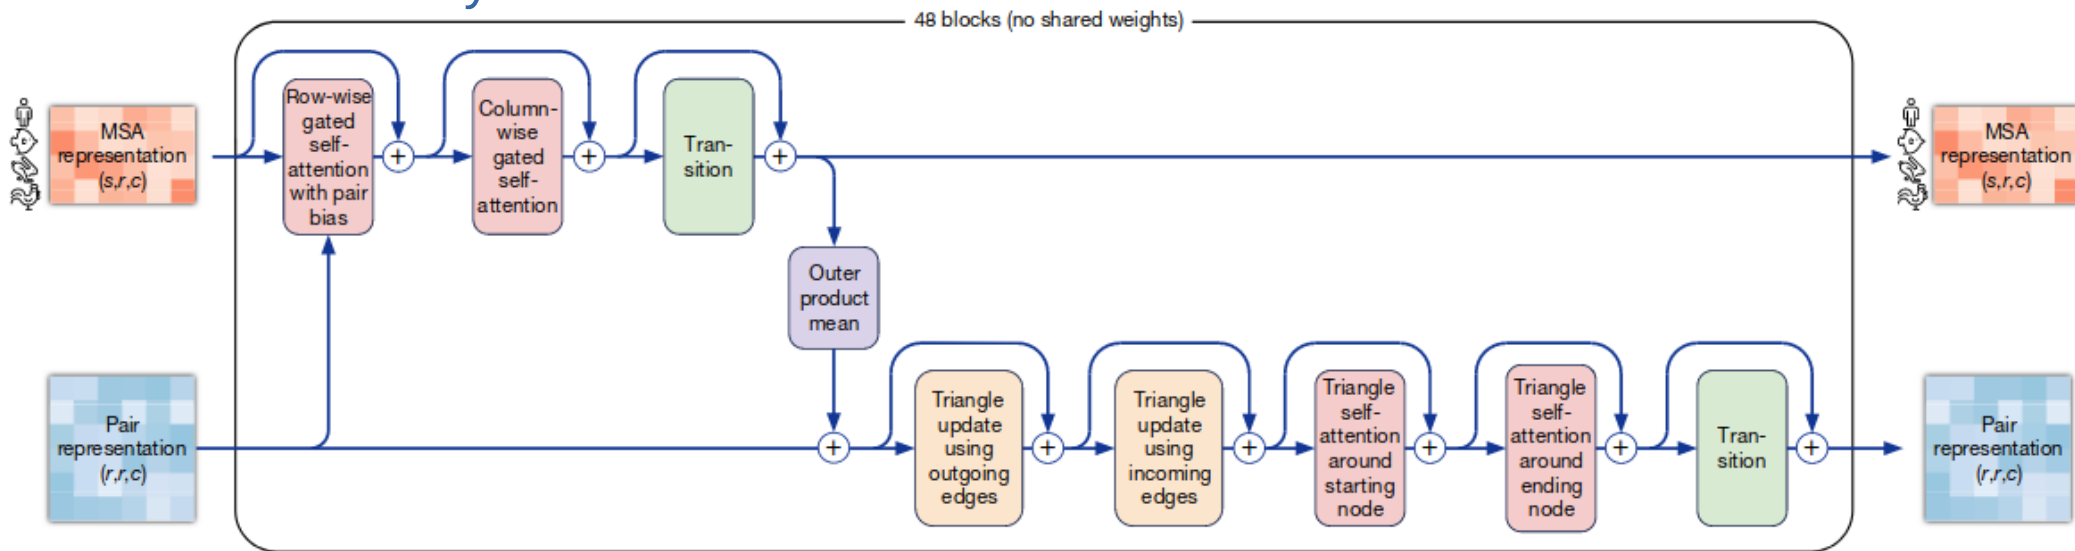 48 blocks (no shared weights)
MSA
representation
(s,r,c)
Row-wise
gated
self-
attention
with pair
bias
Column-
wise
gated
self-
attention
Tran-
sition
MSA
representation
(s,r,c)
Outer
product
mean
Pair
representation
(r,r,c)
Triangle
update
using
outgoing
edges
Triangle
update
using
incoming
edges
Triangle
self-
attention
around
starting
node
Triangle
self-
attention
around
ending
node
Tran-
sition
Pair
representation
(r,r,c)